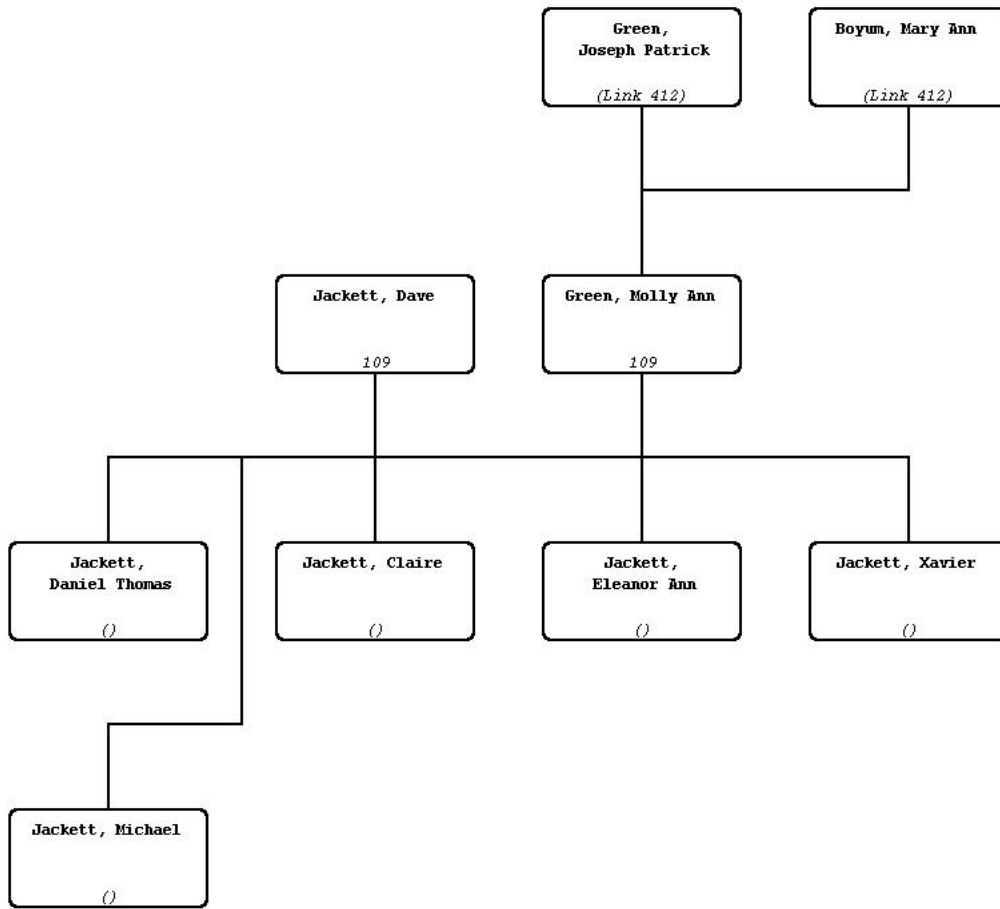 Green,
Joseph Patrick
(Link 412)
Boyum, Mary Ann
(Link 412)
Jackett, Dave
109
Green, Molly Ann
109
Jackett,
Daniel Thomas
()
Jackett, Claire
()
Jackett,
Eleanor Ann
()
Jackett, Xavier
()
Jackett, Michael
()